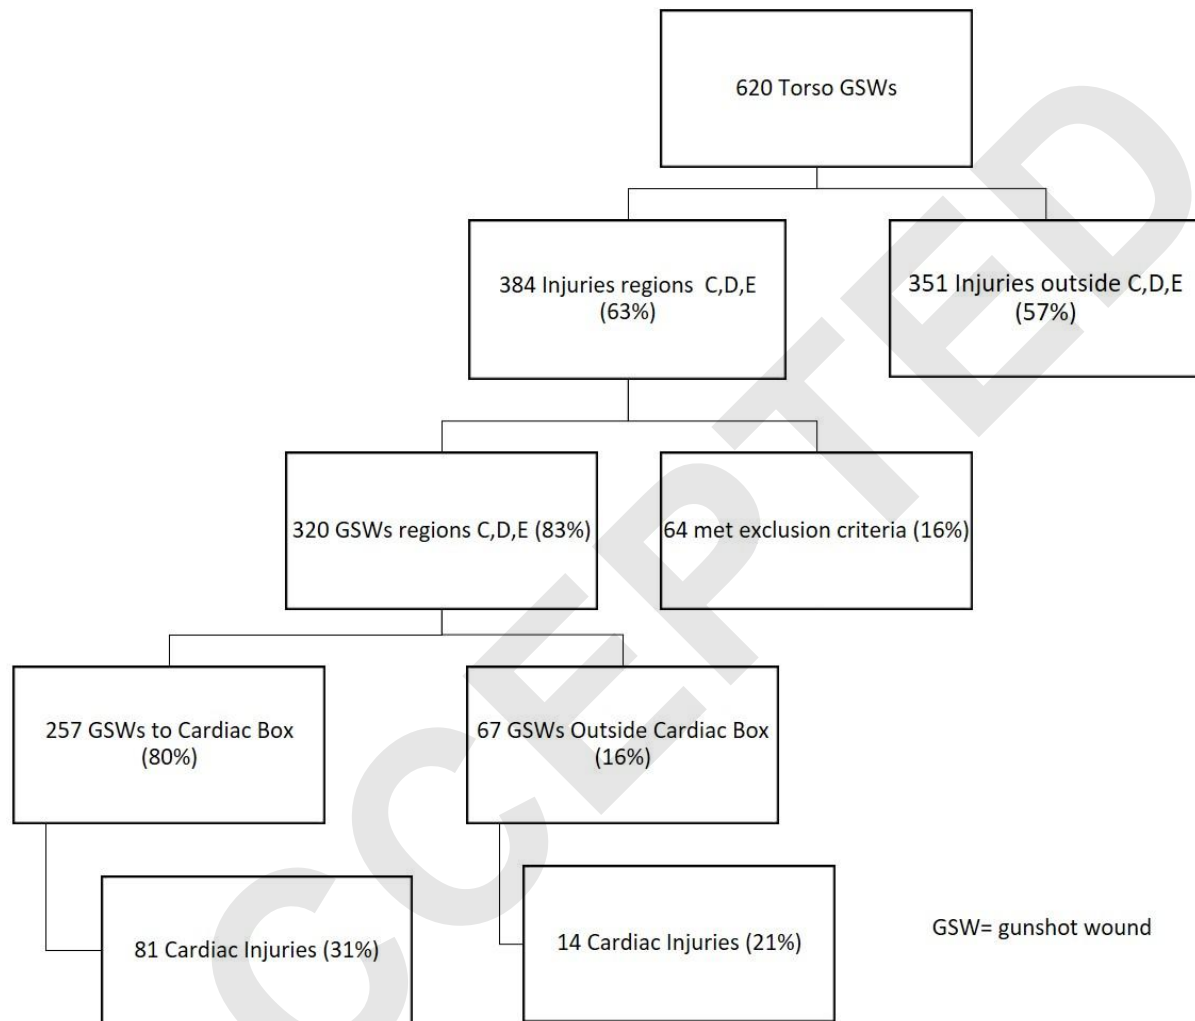 620 Torso GSWs
384 Injuries regions C,D,E
(63%)
351 Injuries outside C,D,E
(57%)
320 GSWs regions C,D,E (83%)
64 met exclusion criteria (16%)
257 GSWs to Cardiac Box
(80%)
67 GSWs Outside Cardiac Box
(16%)
81 Cardiac Injuries (31%)
14 Cardiac Injuries (21%)
GSW= gunshot wound
CCEPTED